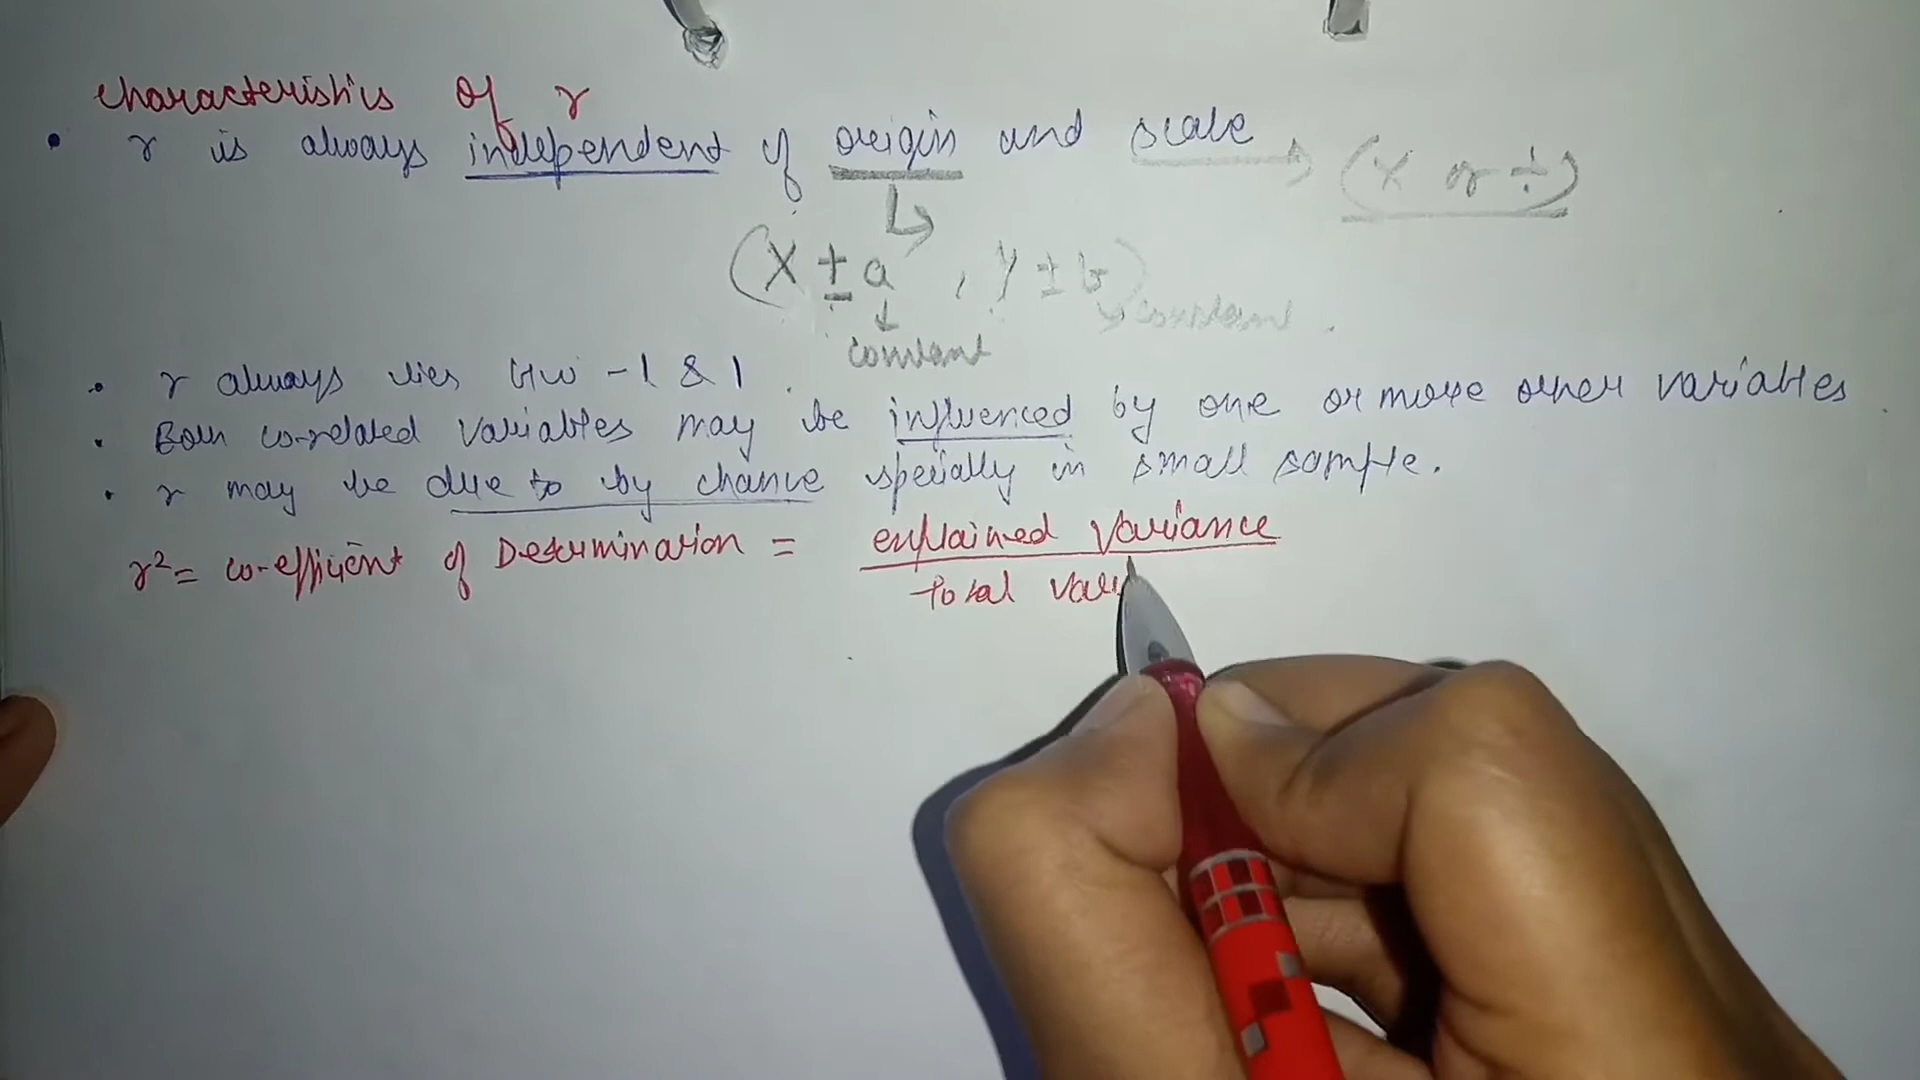 characteristics of r
• r is always independent of origin and scale → (x or ÷)
(X ± a , Y ± b)
constant
constant
• r always lies btw -1 & 1.
• Both co-related variables may be influenced by one or more other variables
• r may be due to by chance specially in small sample.
r² = co-efficient of Determination = explained variance
total vari